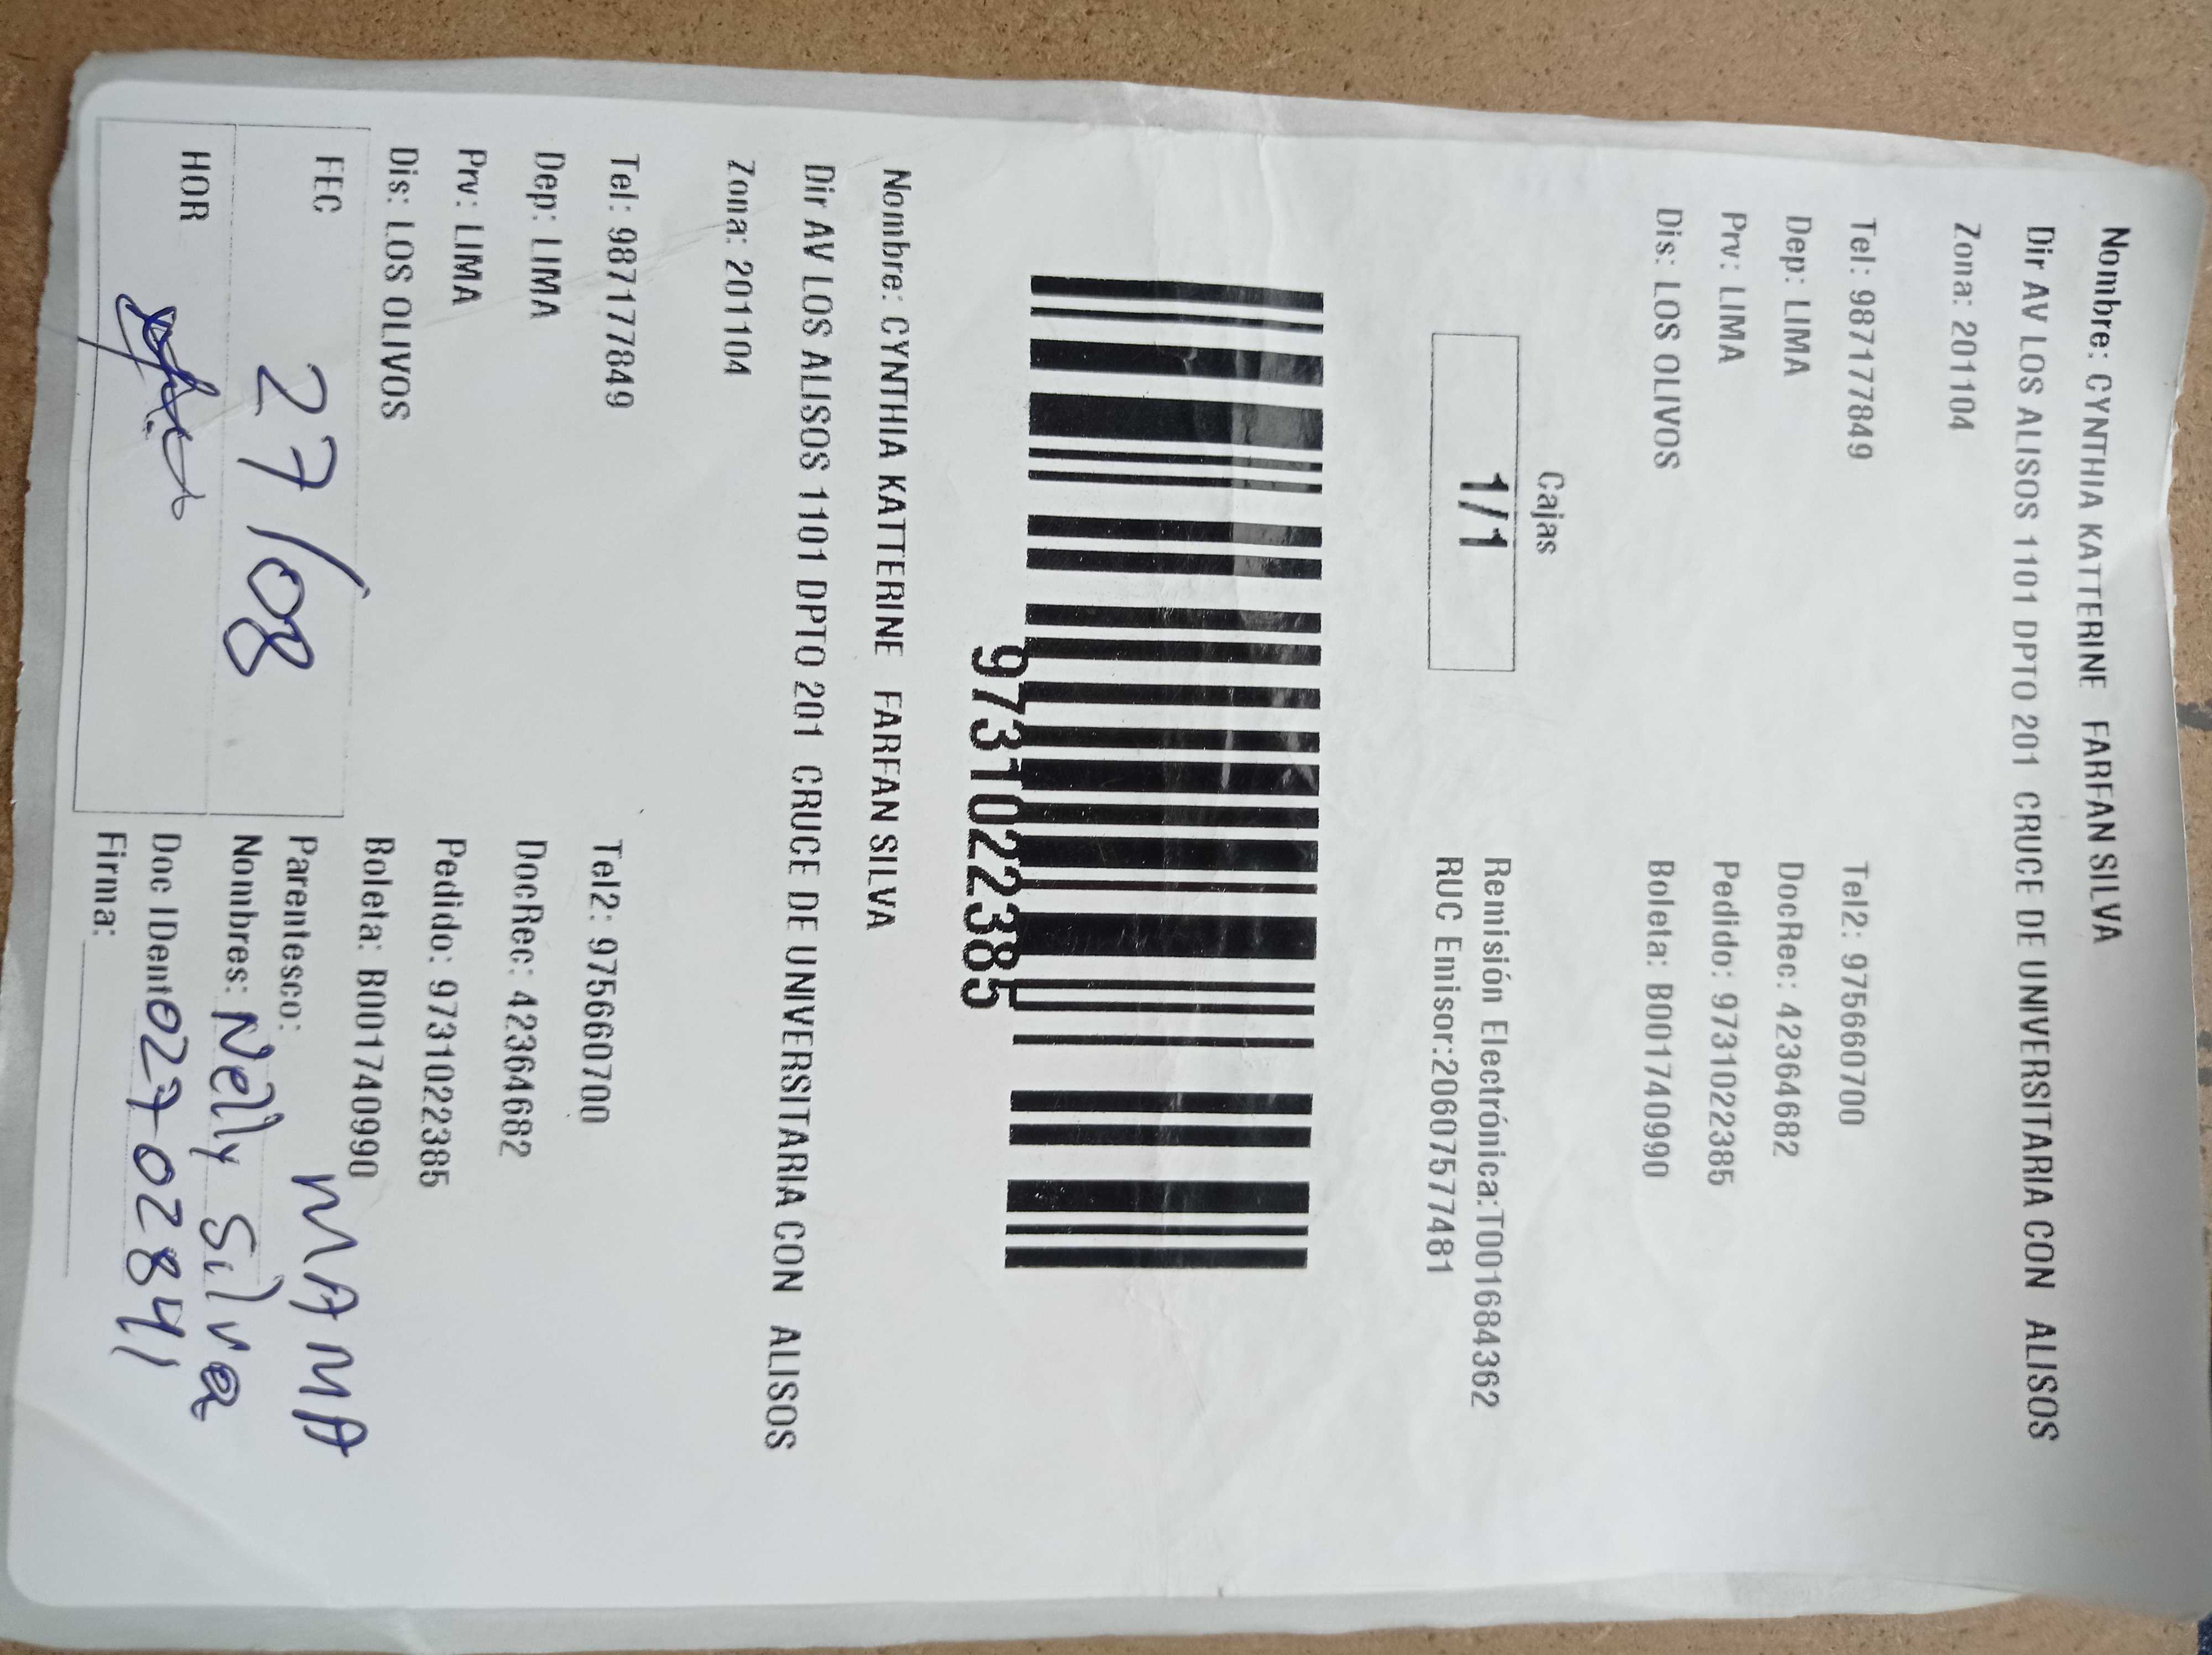 Nombre: CYNTHIA KATTERINE FARFAN SILVA
Dir AV LOS ALISOS 1101 DPTO 201 CRUCE DE UNIVERSITARIA CON ALISOS
Zona: 201104
Tel: 987177849 Tel2: 975660700
Dep: LIMA DocRec: 42364682
Prv: LIMA Pedido: 9731022385
Dis: LOS OLIVOS Boleta: B001740990
Cajas
1/1
Remisión Electrónica:T001684362
RUC Emisor:20607577481
9731022385
Nombre: CYNTHIA KATTERINE FARFAN SILVA
Dir AV LOS ALISOS 1101 DPTO 201 CRUCE DE UNIVERSITARIA CON ALISOS
Zona: 201104
Tel: 987177849 Tel2: 975660700
Dep: LIMA DocRec: 42364682
Prv: LIMA Pedido: 9731022385
Dis: LOS OLIVOS Boleta: B001740990
FEC 27/08 Parentesco: MAMA
HOR Nombres: Nelly Silva
Doc IDent 02702841
Firma: